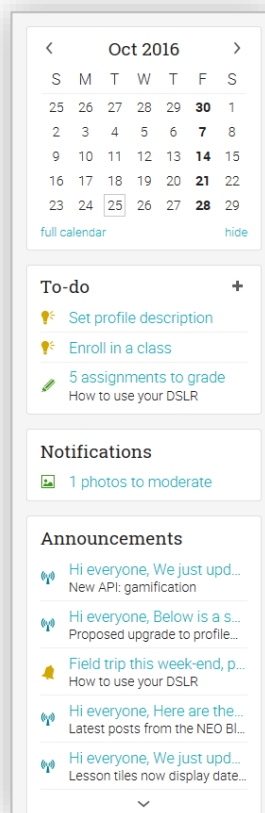 Oct 2016
S M T W T F S
25 26 27 28 29 30 1
2 3 4 5 6 7 8
9 10 11 12 13 14 15
16 17 18 19 20 21 22
23 24 25 26 27 28 29
full calendar hide
To-do +
Set profile description
Enroll in a class
5 assignments to grade
How to use your DSLR
Notifications
1 photos to moderate
Announcements
Hi everyone, We just upd...
New API: gamification
Hi everyone, Below is a s...
Proposed upgrade to profile...
Field trip this week-end, p...
How to use your DSLR
Hi everyone, Here are the...
Latest posts from the NEO Bl...
Hi everyone, We just upd...
Lesson tiles now display date...